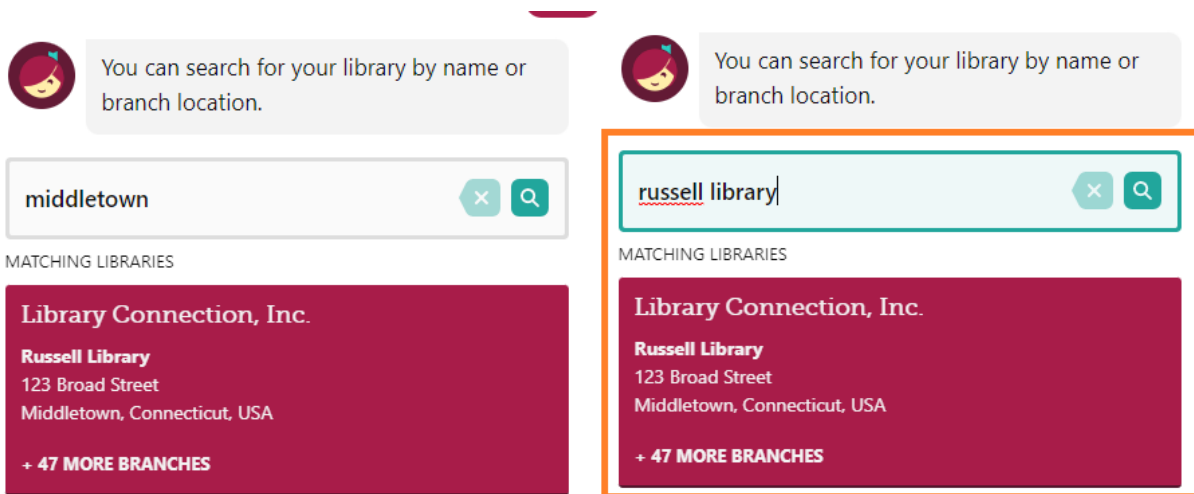 You can search for your library by name or
branch location.
middletown
MATCHING LIBRARIES
Library Connection, Inc.
Russell Library
123 Broad Street
Middletown, Connecticut, USA
+ 47 MORE BRANCHES
You can search for your library by name or
branch location.
russell library
MATCHING LIBRARIES
Library Connection, Inc.
Russell Library
123 Broad Street
Middletown, Connecticut, USA
+ 47 MORE BRANCHES